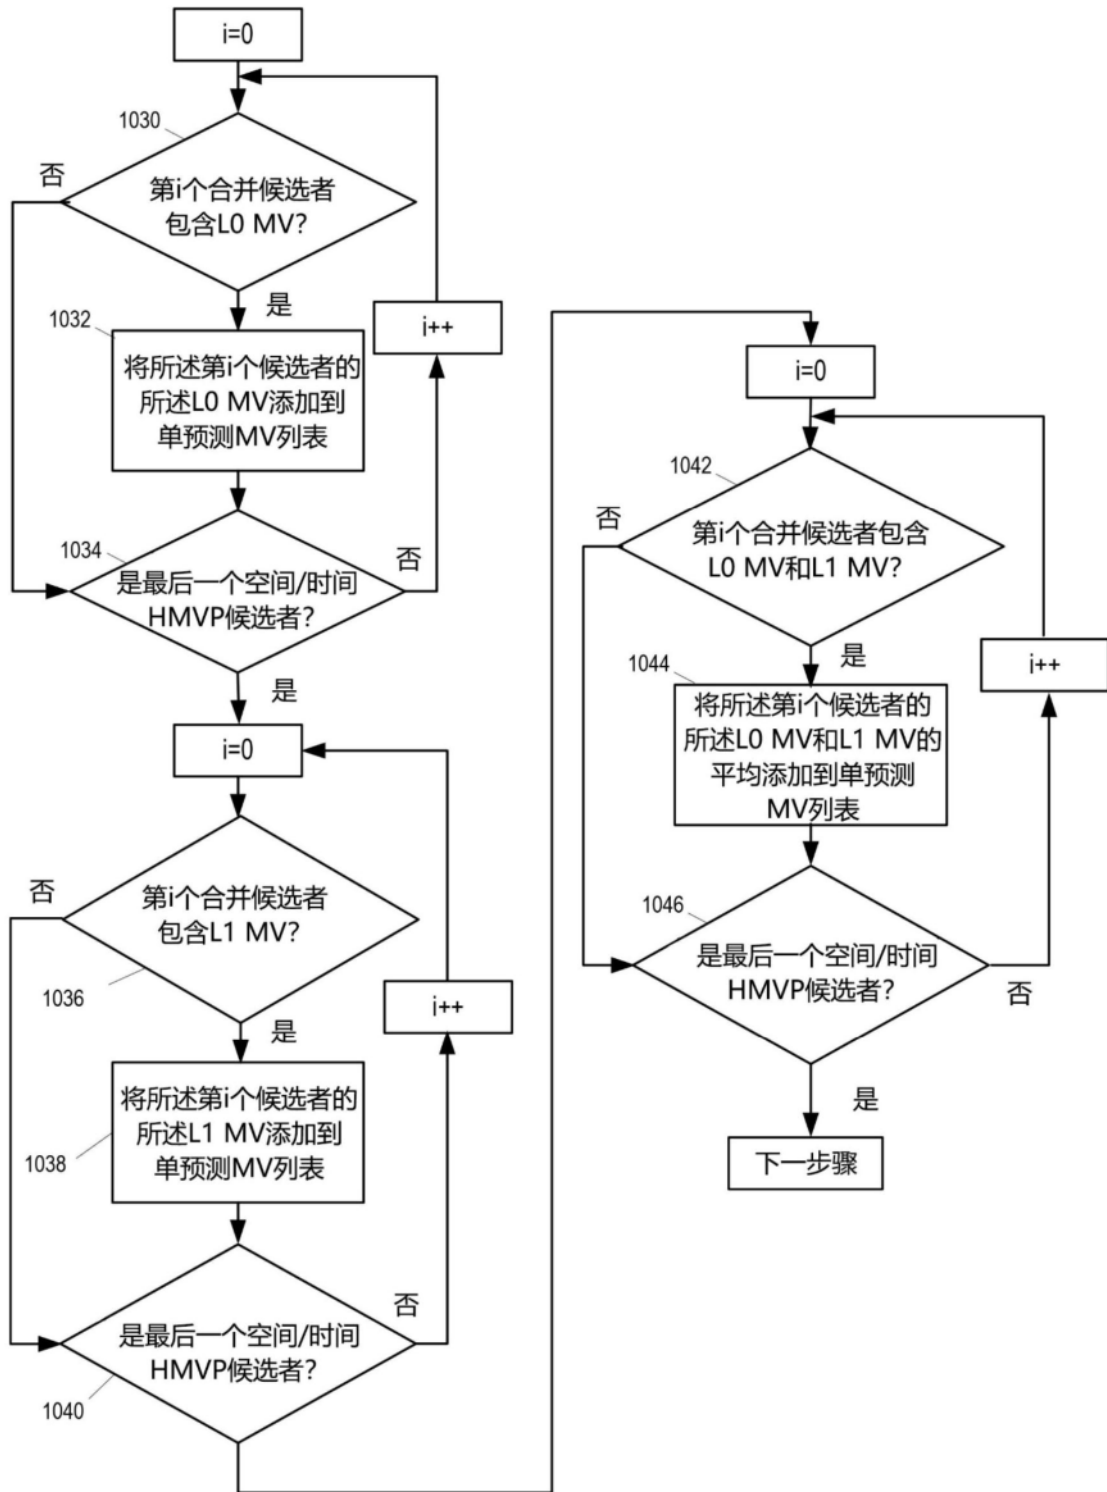 i=0
1030
否
第i个合并候选者
包含L0 MV?
是
1032
i++
将所述第i个候选者的
所述L0 MV添加到
单预测MV列表
1034
否
是最后一个空间/时间
HMVP候选者?
是
i=0
否
第i个合并候选者
包含L1 MV?
1036
i++
是
将所述第i个候选者的
所述L1 MV添加到
单预测MV列表
1038
否
是最后一个空间/时间
HMVP候选者?
1040
i=0
1042
否
第i个合并候选者包含
L0 MV和L1 MV?
是
1044
i++
将所述第i个候选者的
所述L0 MV和L1 MV的
平均添加到单预测
MV列表
1046
是最后一个空间/时间
HMVP候选者?
否
是
下一步骤